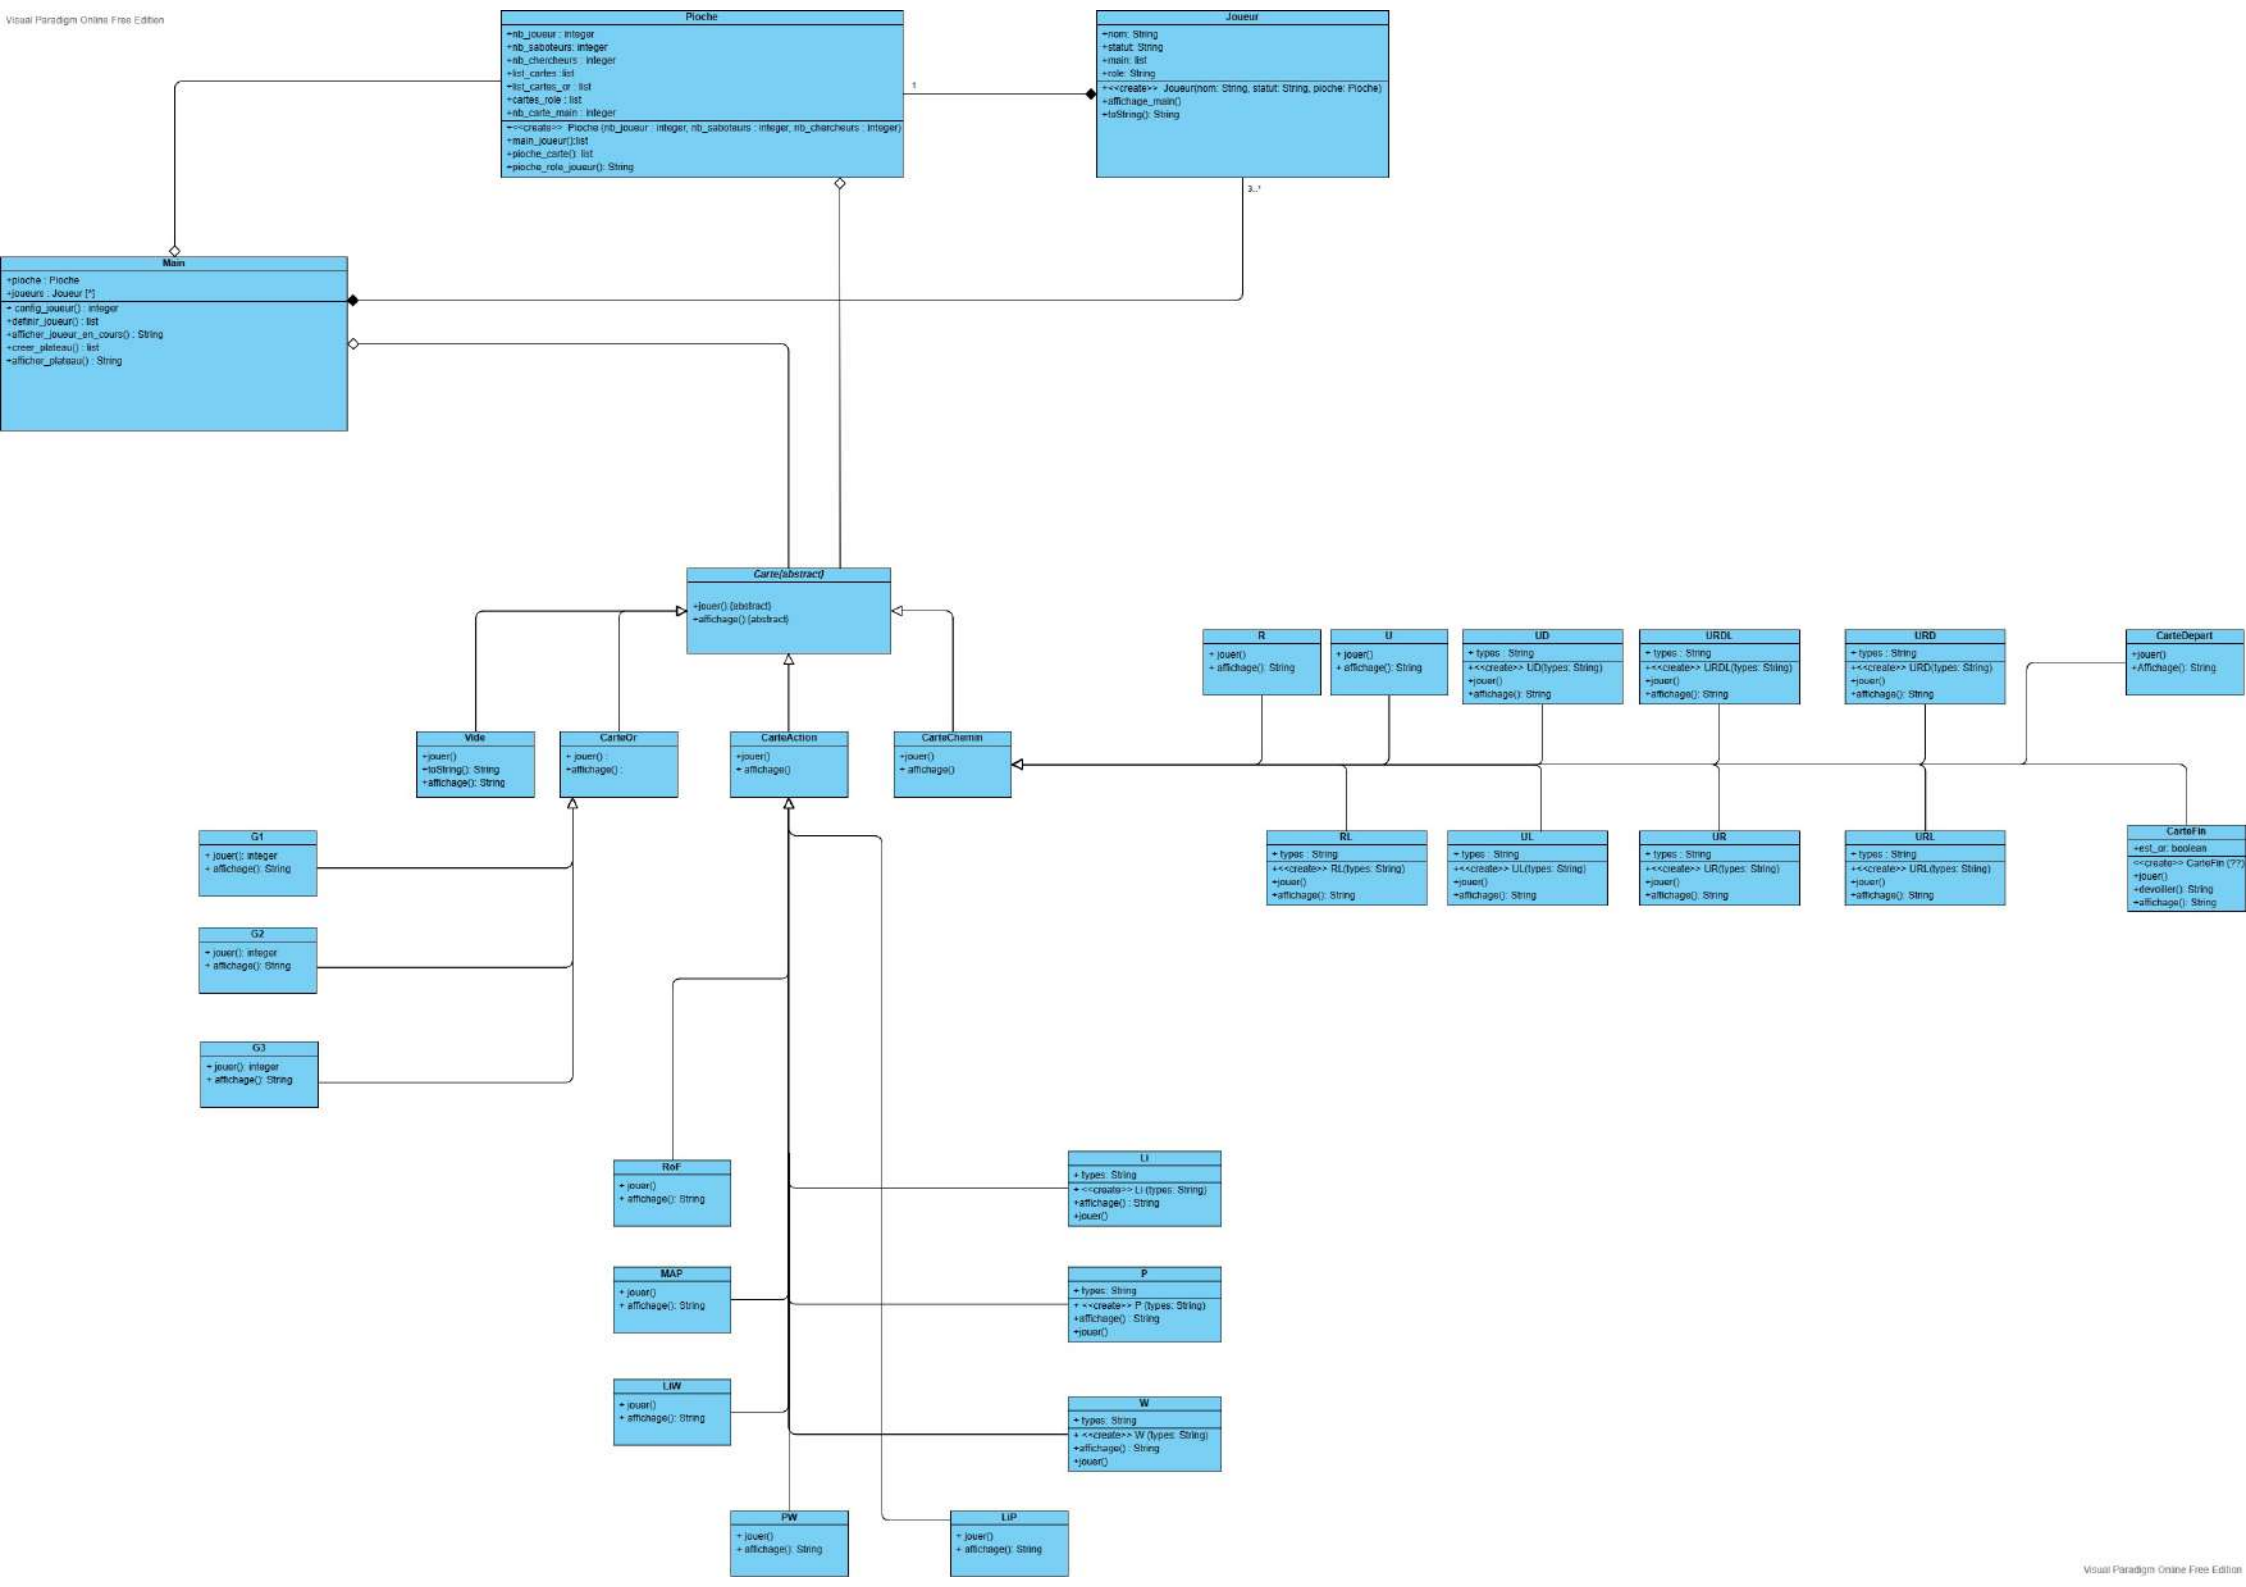 Visual Paradigm Online Free Edition
Pioche
+nb_joueur : Integer
+nb_saboteurs: integer
+nb_chercheurs : integer
+list_cartes :list
+list_cartes_or : list
+cartes_role : list
+nb_carte_main : Integer
+<<create>> Pioche (nb_joueur : integer, nb_saboteurs : integer, nb_chercheurs : Integer)
+main_joueur():list
+pioche_carte(): list
+pioche_role_joueur(): String
Joueur
+nom: String
+statut: String
+main: list
+role: String
+<<create>> Joueur(nom: String, statut: String, pioche: Pioche)
+affichage_main()
+toString(): String
1
3..*
Main
+pioche : Pioche
+joueurs : Joueur [*]
+ config_joueur() : integer
+definir_joueur() : list
+afficher_joueur_en_cours() : String
+creer_plateau() : list
+afficher_plateau() : String
Carte{abstract}
+jouer() {abstract}
+affichage() {abstract}
R
+ jouer()
+ affichage(): String
U
+ jouer()
+ affichage(): String
UD
+ types : String
+<<create>> UD(types: String)
+jouer()
+affichage(): String
URDL
+ types : String
+<<create>> URDL(types: String)
+jouer()
+affichage(): String
URD
+ types : String
+<<create>> URD(types: String)
+jouer()
+affichage(): String
CarteDepart
+jouer()
+Affichage(): String
Vide
+jouer()
+toString(): String
+affichage(): String
CarteOr
+ jouer() :
+affichage() :
CarteAction
+jouer()
+ affichage()
CarteChemin
+jouer()
+ affichage()
RL
+ types : String
+<<create>> RL(types: String)
+jouer()
+affichage(): String
UL
+ types : String
+<<create>> UL(types: String)
+jouer()
+affichage(): String
UR
+ types : String
+<<create>> UR(types: String)
+jouer()
+affichage(): String
URL
+ types : String
+<<create>> URL(types: String)
+jouer()
+affichage(): String
CarteFin
+est_or: boolean
<<create>> CarteFin (??)
+jouer()
+devoiler(): String
+affichage(): String
G1
+ jouer(): integer
+ affichage(): String
G2
+ jouer(): integer
+ affichage(): String
G3
+ jouer(): integer
+ affichage(): String
RoF
+ jouer()
+ affichage(): String
Li
+ types: String
+ <<create>> Li (types: String)
+affichage() : String
+jouer()
MAP
+ jouer()
+ affichage(): String
P
+ types: String
+ <<create>> P (types: String)
+affichage() : String
+jouer()
LiW
+ jouer()
+ affichage(): String
W
+ types: String
+ <<create>> W (types: String)
+affichage() : String
+jouer()
PW
+ jouer()
+ affichage(): String
LiP
+ jouer()
+ affichage(): String
Visual Paradigm Online Free Edition